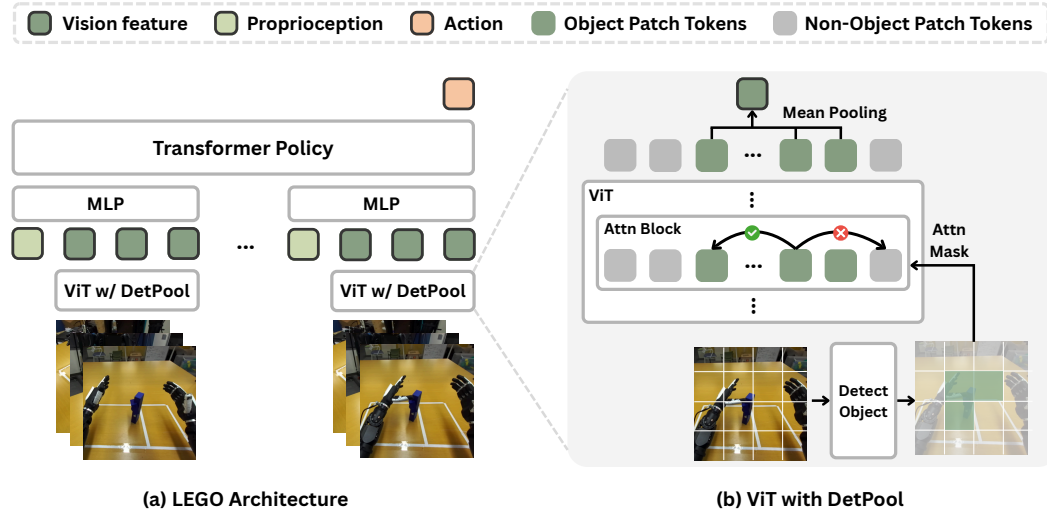 Vision feature Proprioception Action Object Patch Tokens Non-Object Patch Tokens
Transformer Policy
MLP MLP
...
ViT w/ DetPool ViT w/ DetPool
(a) LEGO Architecture
Mean Pooling
...
ViT
Attn Block
...
Attn
Mask
Detect
Object
(b) ViT with DetPool